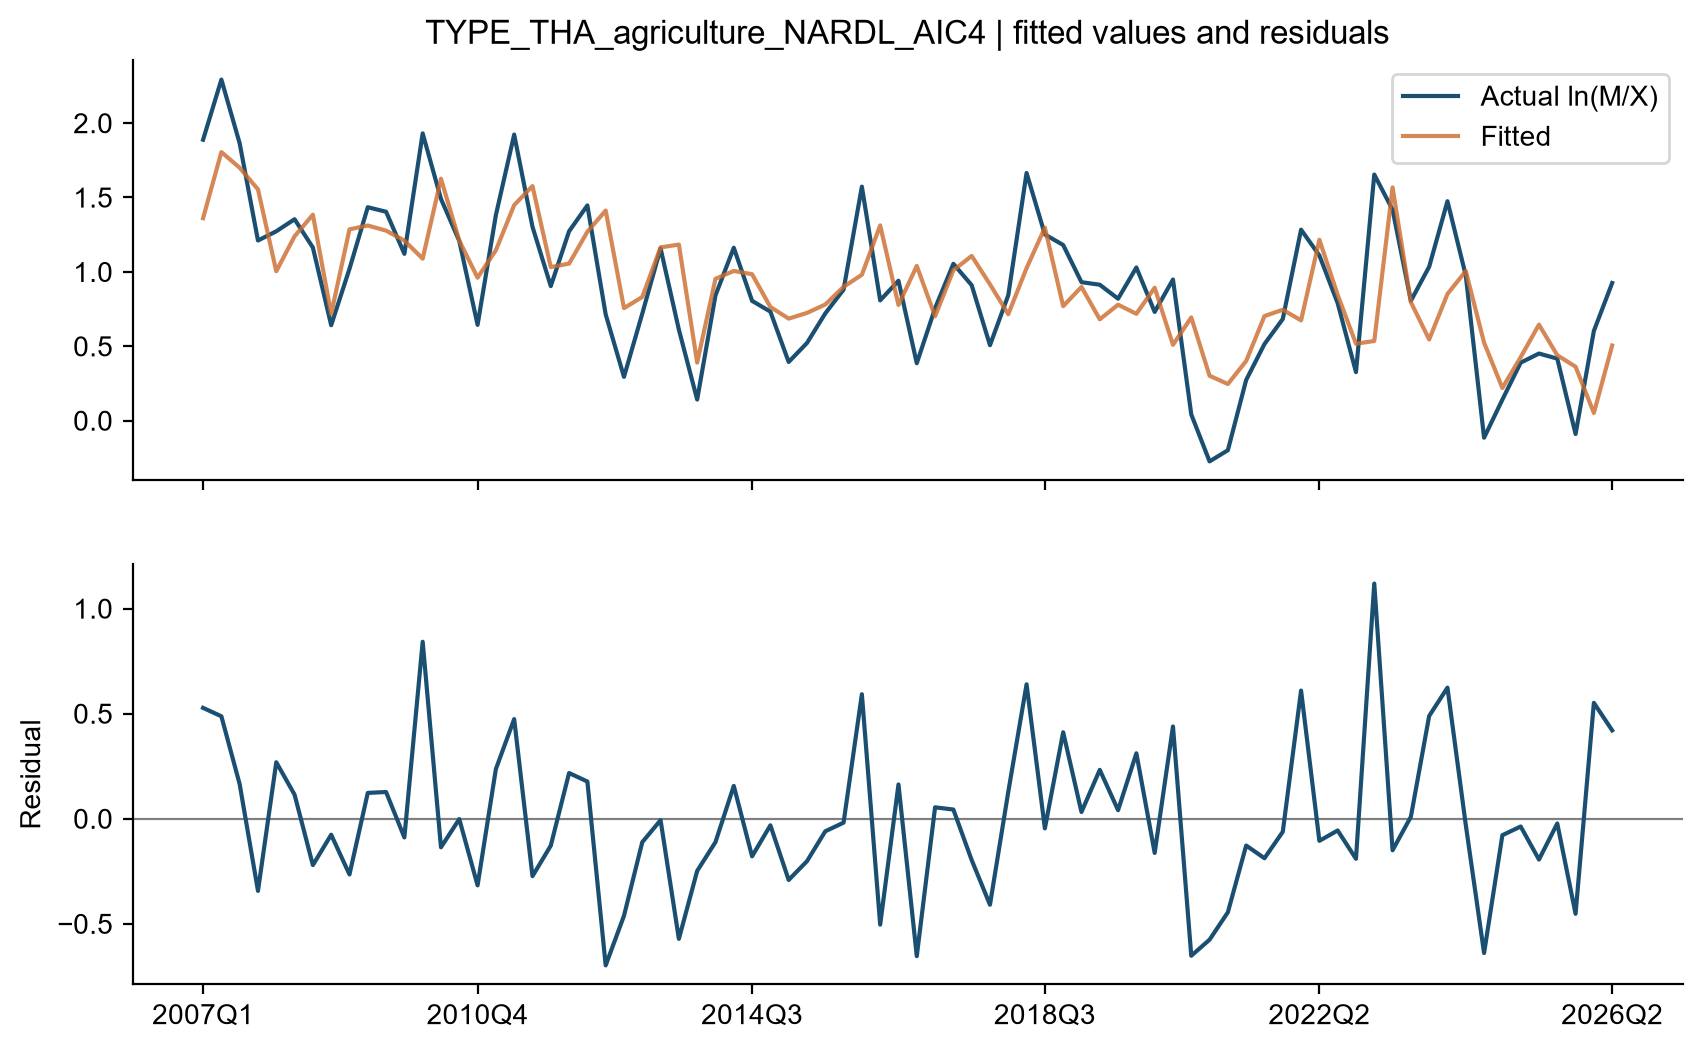 TYPE_THA_agriculture_NARDL_AIC4 | fitted values and residuals
Actual ln(M/X)
Fitted
2.0
1.5
1.0
0.5
0.0
Residual
1.0
0.5
0.0
−0.5
2007Q1
2010Q4
2014Q3
2018Q3
2022Q2
2026Q2